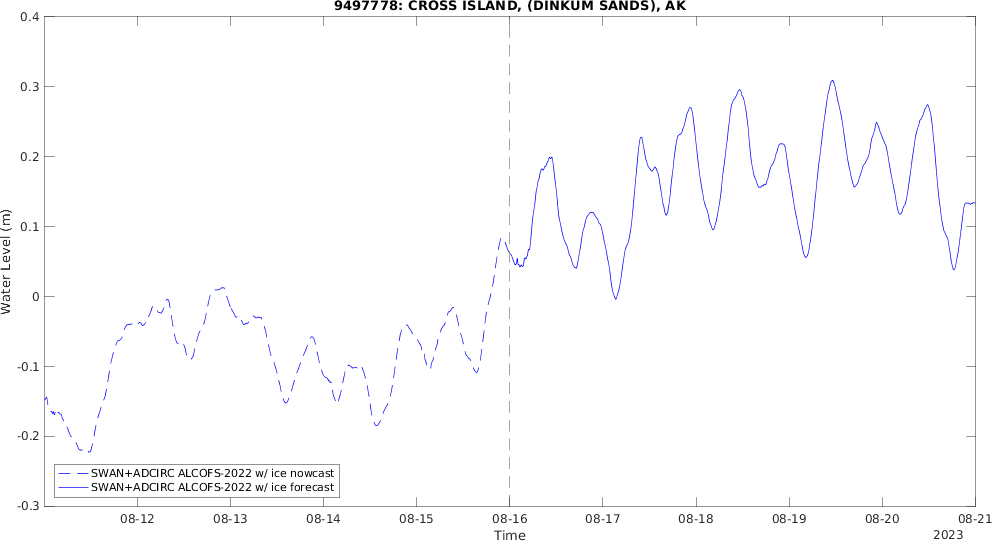 9497778: CROSS ISLAND, (DINKUM SANDS), AK
Water Level (m)
0.4
0.3
0.2
0.1
0
-0.1
-0.2
-0.3
SWAN+ADCIRC ALCOFS-2022 w/ ice nowcast
SWAN+ADCIRC ALCOFS-2022 w/ ice forecast
08-12 08-13 08-14 08-15 08-16 08-17 08-18 08-19 08-20 08-21
Time
2023